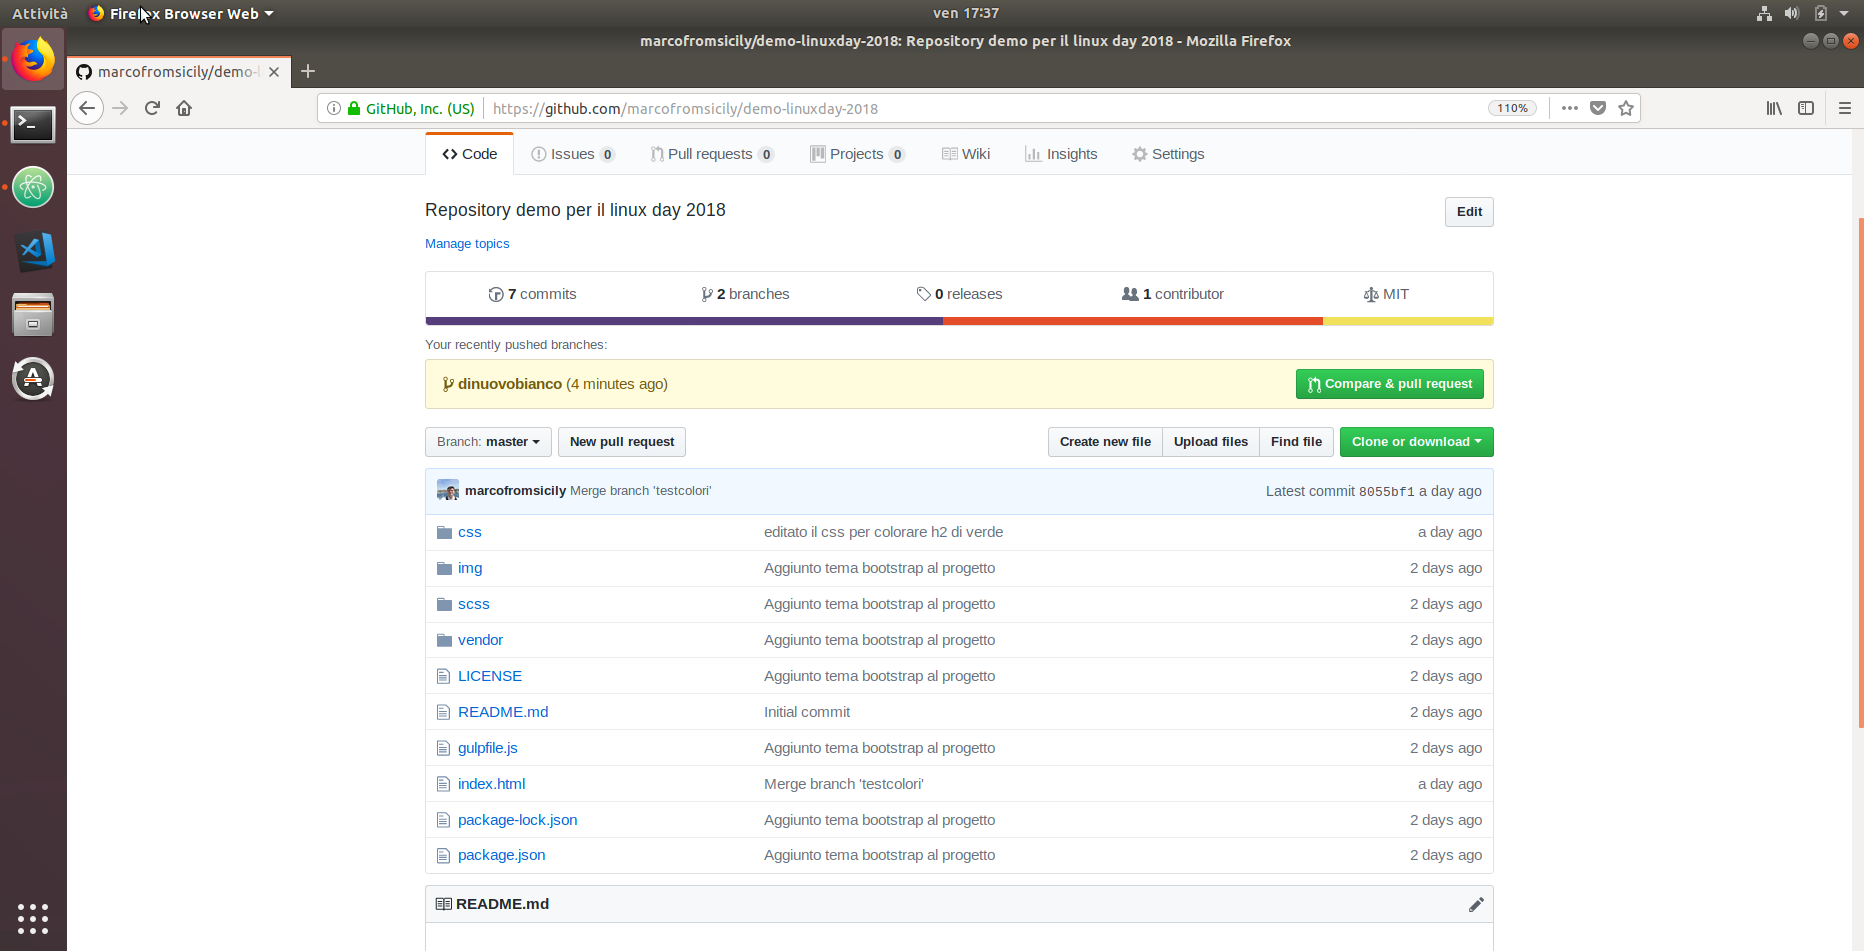 Attività Firefox Browser Web ven 17:37
marcofromsicily/demo-linuxday-2018: Repository demo per il linux day 2018 - Mozilla Firefox
marcofromsicily/demo-l
GitHub, Inc. (US) https://github.com/marcofromsicily/demo-linuxday-2018 110%
Code Issues 0 Pull requests 0 Projects 0 Wiki Insights Settings
Repository demo per il linux day 2018 Edit
Manage topics
7 commits 2 branches 0 releases 1 contributor MIT
Your recently pushed branches:
dinuovobianco (4 minutes ago) Compare & pull request
Branch: master New pull request Create new file Upload files Find file Clone or download
marcofromsicily Merge branch 'testcolori' Latest commit 8055bf1 a day ago
css editato il css per colorare h2 di verde a day ago
img Aggiunto tema bootstrap al progetto 2 days ago
scss Aggiunto tema bootstrap al progetto 2 days ago
vendor Aggiunto tema bootstrap al progetto 2 days ago
LICENSE Aggiunto tema bootstrap al progetto 2 days ago
README.md Initial commit 2 days ago
gulpfile.js Aggiunto tema bootstrap al progetto 2 days ago
index.html Merge branch 'testcolori' a day ago
package-lock.json Aggiunto tema bootstrap al progetto 2 days ago
package.json Aggiunto tema bootstrap al progetto 2 days ago
README.md